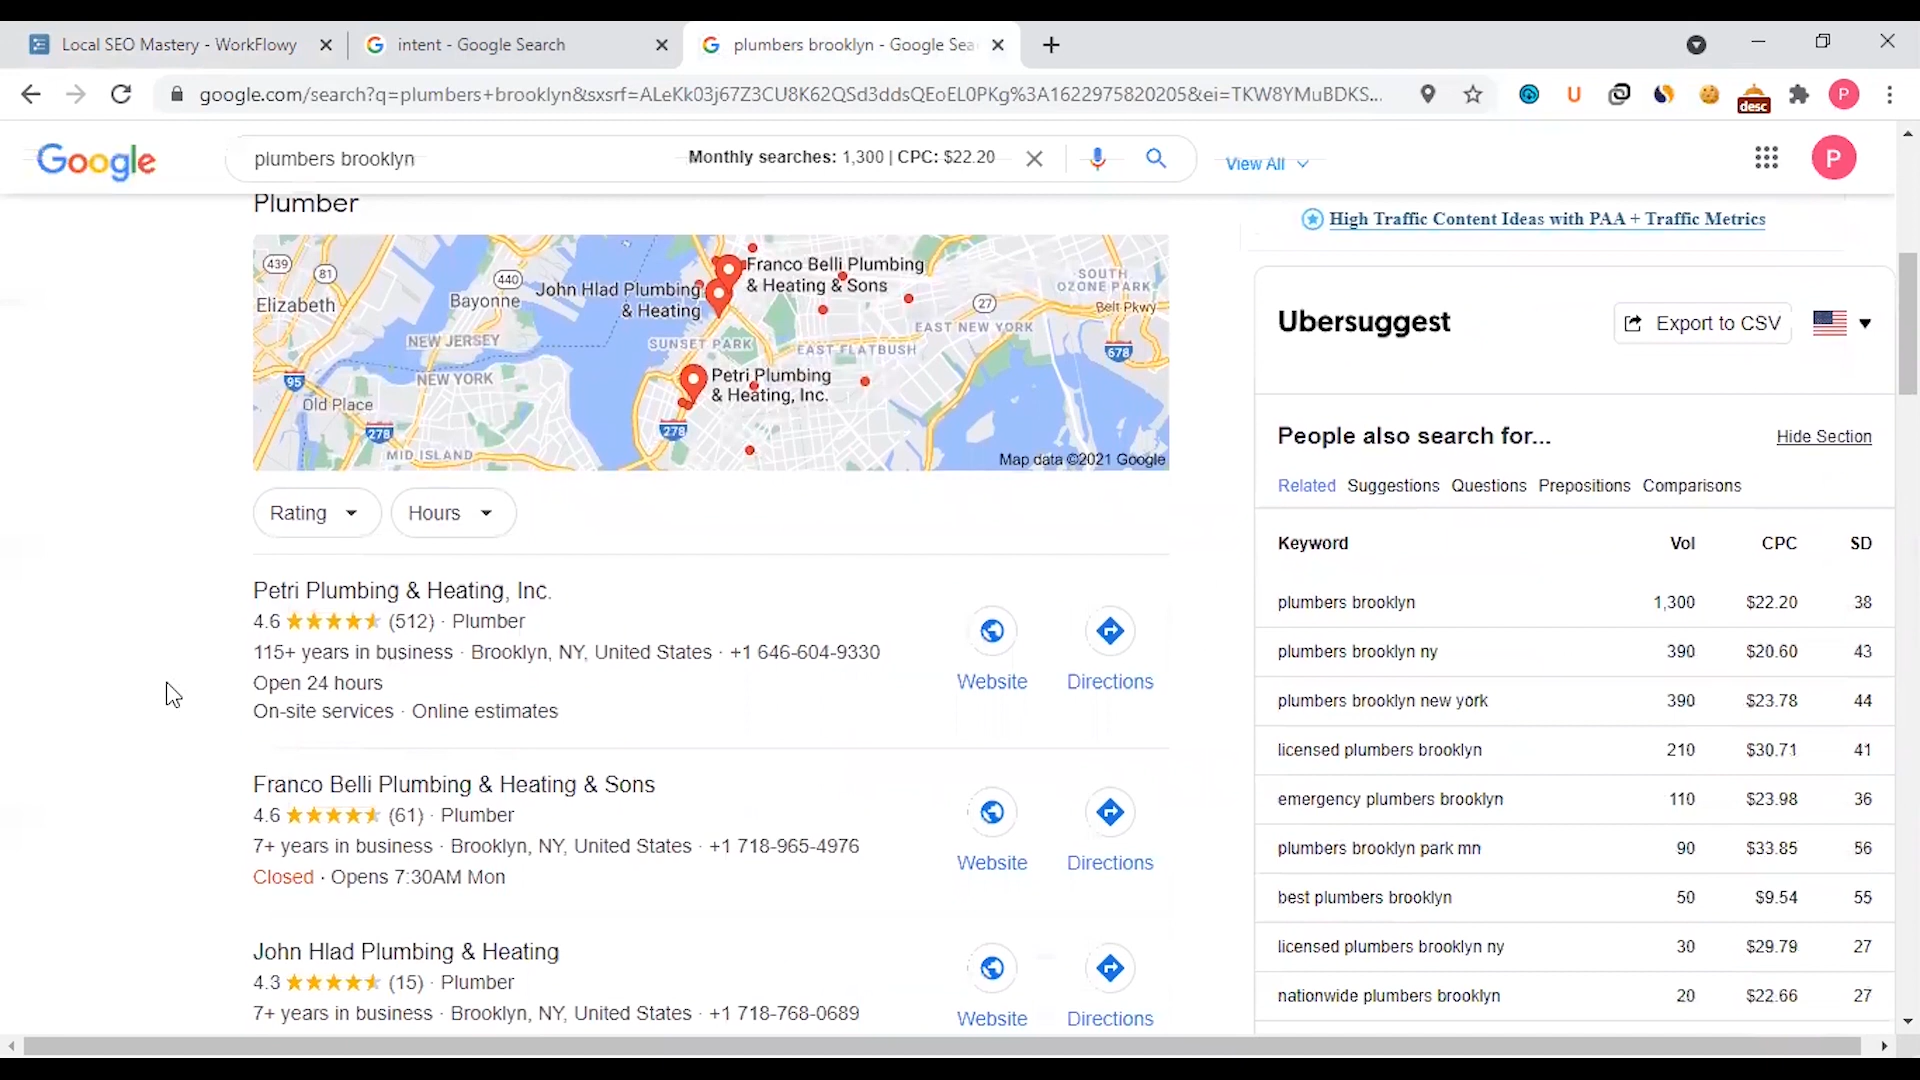 Local SEO Mastery - WorkFlowy
intent - Google Search
plumbers brooklyn - Google Sea
google.com/search?q=plumbers+brooklyn&sxsrf=ALeKk03j67Z3CU8K62QSd3ddsQEoEL0PKg%3A1622975820205&ei=TKW8YMuBDKS...
U
desc
P
Google
plumbers brooklyn
Monthly searches: 1,300 | CPC: $22.20
View All
P
Plumber
High Traffic Content Ideas with PAA + Traffic Metrics
439
81
440
Elizabeth
Bayonne
John Hlad Plumbing
& Heating
Franco Belli Plumbing
& Heating & Sons
SOUTH
OZONE PARK
27
Belt Pkwy
EAST NEW YORK
NEW JERSEY
SUNSET PARK
EAST FLATBUSH
678
95
NEW YORK
Petri Plumbing
& Heating, Inc.
Old Place
278
278
MID ISLAND
Map data ©2021 Google
Rating
Hours
Petri Plumbing & Heating, Inc.
4.6 (512) · Plumber
115+ years in business · Brooklyn, NY, United States · +1 646-604-9330
Open 24 hours
On-site services · Online estimates
Website
Directions
Franco Belli Plumbing & Heating & Sons
4.6 (61) · Plumber
7+ years in business · Brooklyn, NY, United States · +1 718-965-4976
Closed · Opens 7:30AM Mon
Website
Directions
John Hlad Plumbing & Heating
4.3 (15) · Plumber
7+ years in business · Brooklyn, NY, United States · +1 718-768-0689
Website
Directions
Ubersuggest
Export to CSV
People also search for...
Hide Section
Related Suggestions Questions Prepositions Comparisons
Keyword Vol CPC SD
plumbers brooklyn 1,300 $22.20 38
plumbers brooklyn ny 390 $20.60 43
plumbers brooklyn new york 390 $23.78 44
licensed plumbers brooklyn 210 $30.71 41
emergency plumbers brooklyn 110 $23.98 36
plumbers brooklyn park mn 90 $33.85 56
best plumbers brooklyn 50 $9.54 55
licensed plumbers brooklyn ny 30 $29.79 27
nationwide plumbers brooklyn 20 $22.66 27